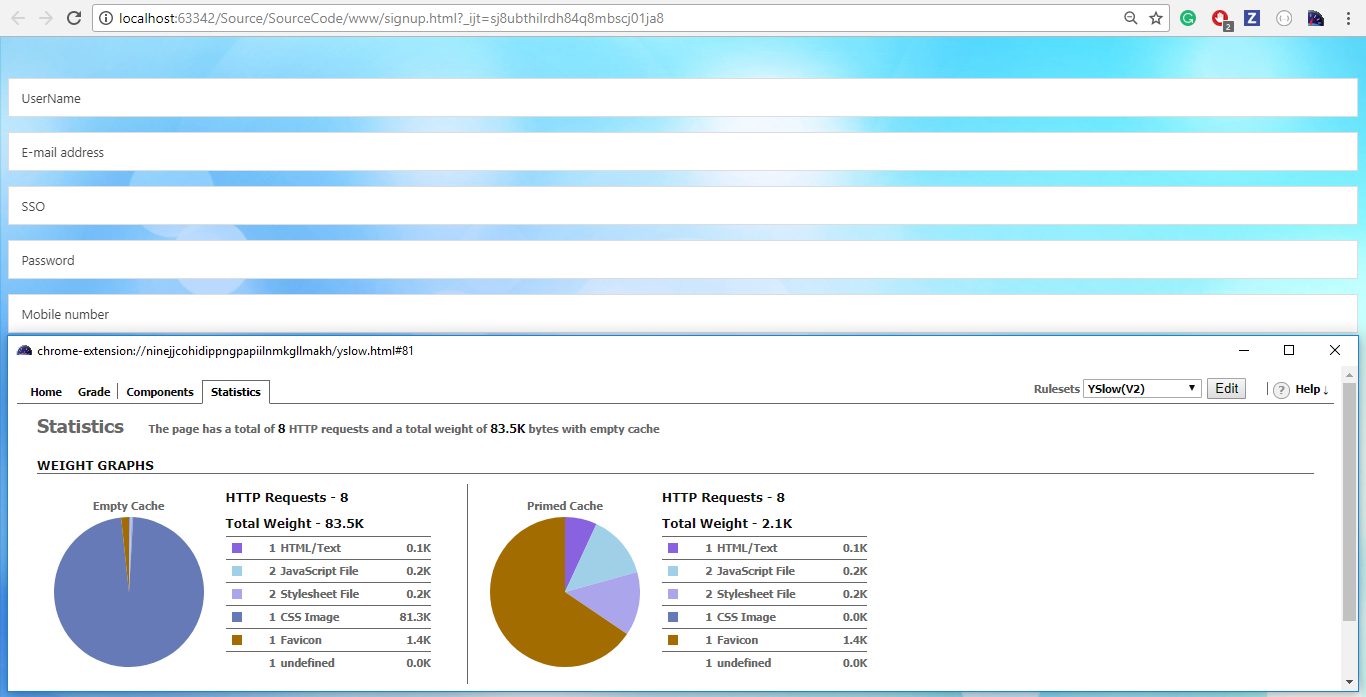 localhost:63342/Source/SourceCode/www/signup.html?_ijt=sj8ubthilrdh84q8mbscj01ja8
2
Z
UserName
E-mail address
SSO
Password
Mobile number
chrome-extension://ninejjcohidippngpapiilnmkgllmakh/yslow.html#81
Home Grade Components Statistics Rulesets YSlow(V2) Edit ? Help ↓
Statistics The page has a total of 8 HTTP requests and a total weight of 83.5K bytes with empty cache
WEIGHT GRAPHS
Empty Cache
HTTP Requests - 8
Total Weight - 83.5K
1 HTML/Text 0.1K
2 JavaScript File 0.2K
2 Stylesheet File 0.2K
1 CSS Image 81.3K
1 Favicon 1.4K
1 undefined 0.0K
Primed Cache
HTTP Requests - 8
Total Weight - 2.1K
1 HTML/Text 0.1K
2 JavaScript File 0.2K
2 Stylesheet File 0.2K
1 CSS Image 0.0K
1 Favicon 1.4K
1 undefined 0.0K